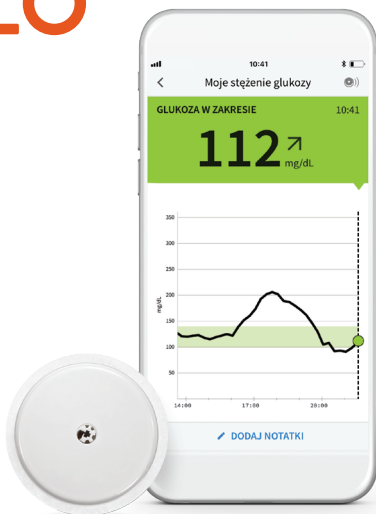 LO
10:41
Moje stężenie glukozy
GLUKOZA W ZAKRESIE 10:41
112
mg/dL
350
300
250
mg/dL
200
150
100
50
14:00 17:00 20:00
DODAJ NOTATKI